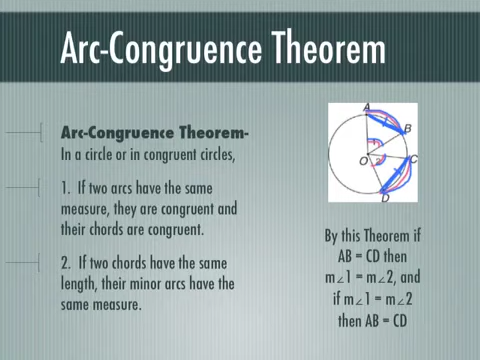 Arc-Congruence Theorem
Arc-Congruence Theorem-
In a circle or in congruent circles,
1. If two arcs have the same
measure, they are congruent and
their chords are congruent.
2. If two chords have the same
length, their minor arcs have the
same measure.
A
B
1
O
2
C
D
By this Theorem if
AB = CD then
m∠1 = m∠2, and
if m∠1 = m∠2
then AB = CD